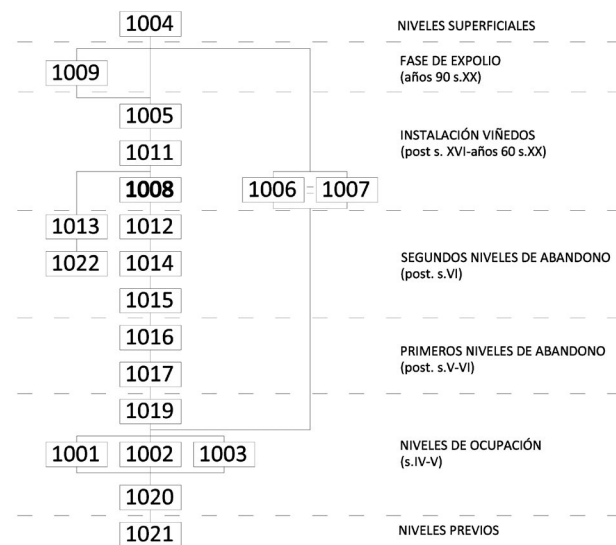 1004
NIVELES SUPERFICIALES
1009
FASE DE EXPOLIO
(años 90 s.XX)
1005
1011
INSTALACIÓN VIÑEDOS
(post s. XVI-años 60 s.XX)
1008
1006 = 1007
1013
1012
1022
1014
SEGUNDOS NIVELES DE ABANDONO
(post. s.VI)
1015
1016
PRIMEROS NIVELES DE ABANDONO
(post. s.V-VI)
1017
1019
1001
1002
1003
NIVELES DE OCUPACIÓN
(s.IV-V)
1020
1021
NIVELES PREVIOS